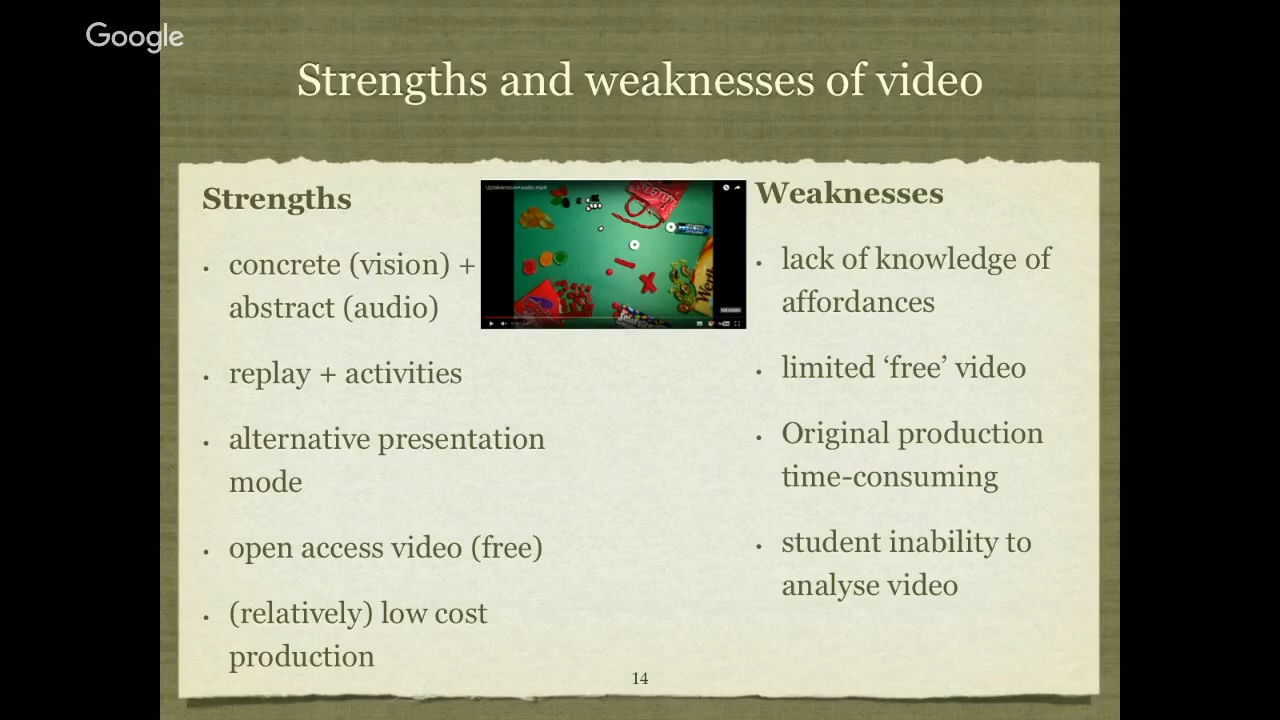 Google
Strengths and weaknesses of video
Strengths
concrete (vision) +
abstract (audio)
replay + activities
alternative presentation
mode
open access video (free)
(relatively) low cost
production
Weaknesses
lack of knowledge of
affordances
limited ‘free’ video
Original production
time-consuming
student inability to
analyse video
14